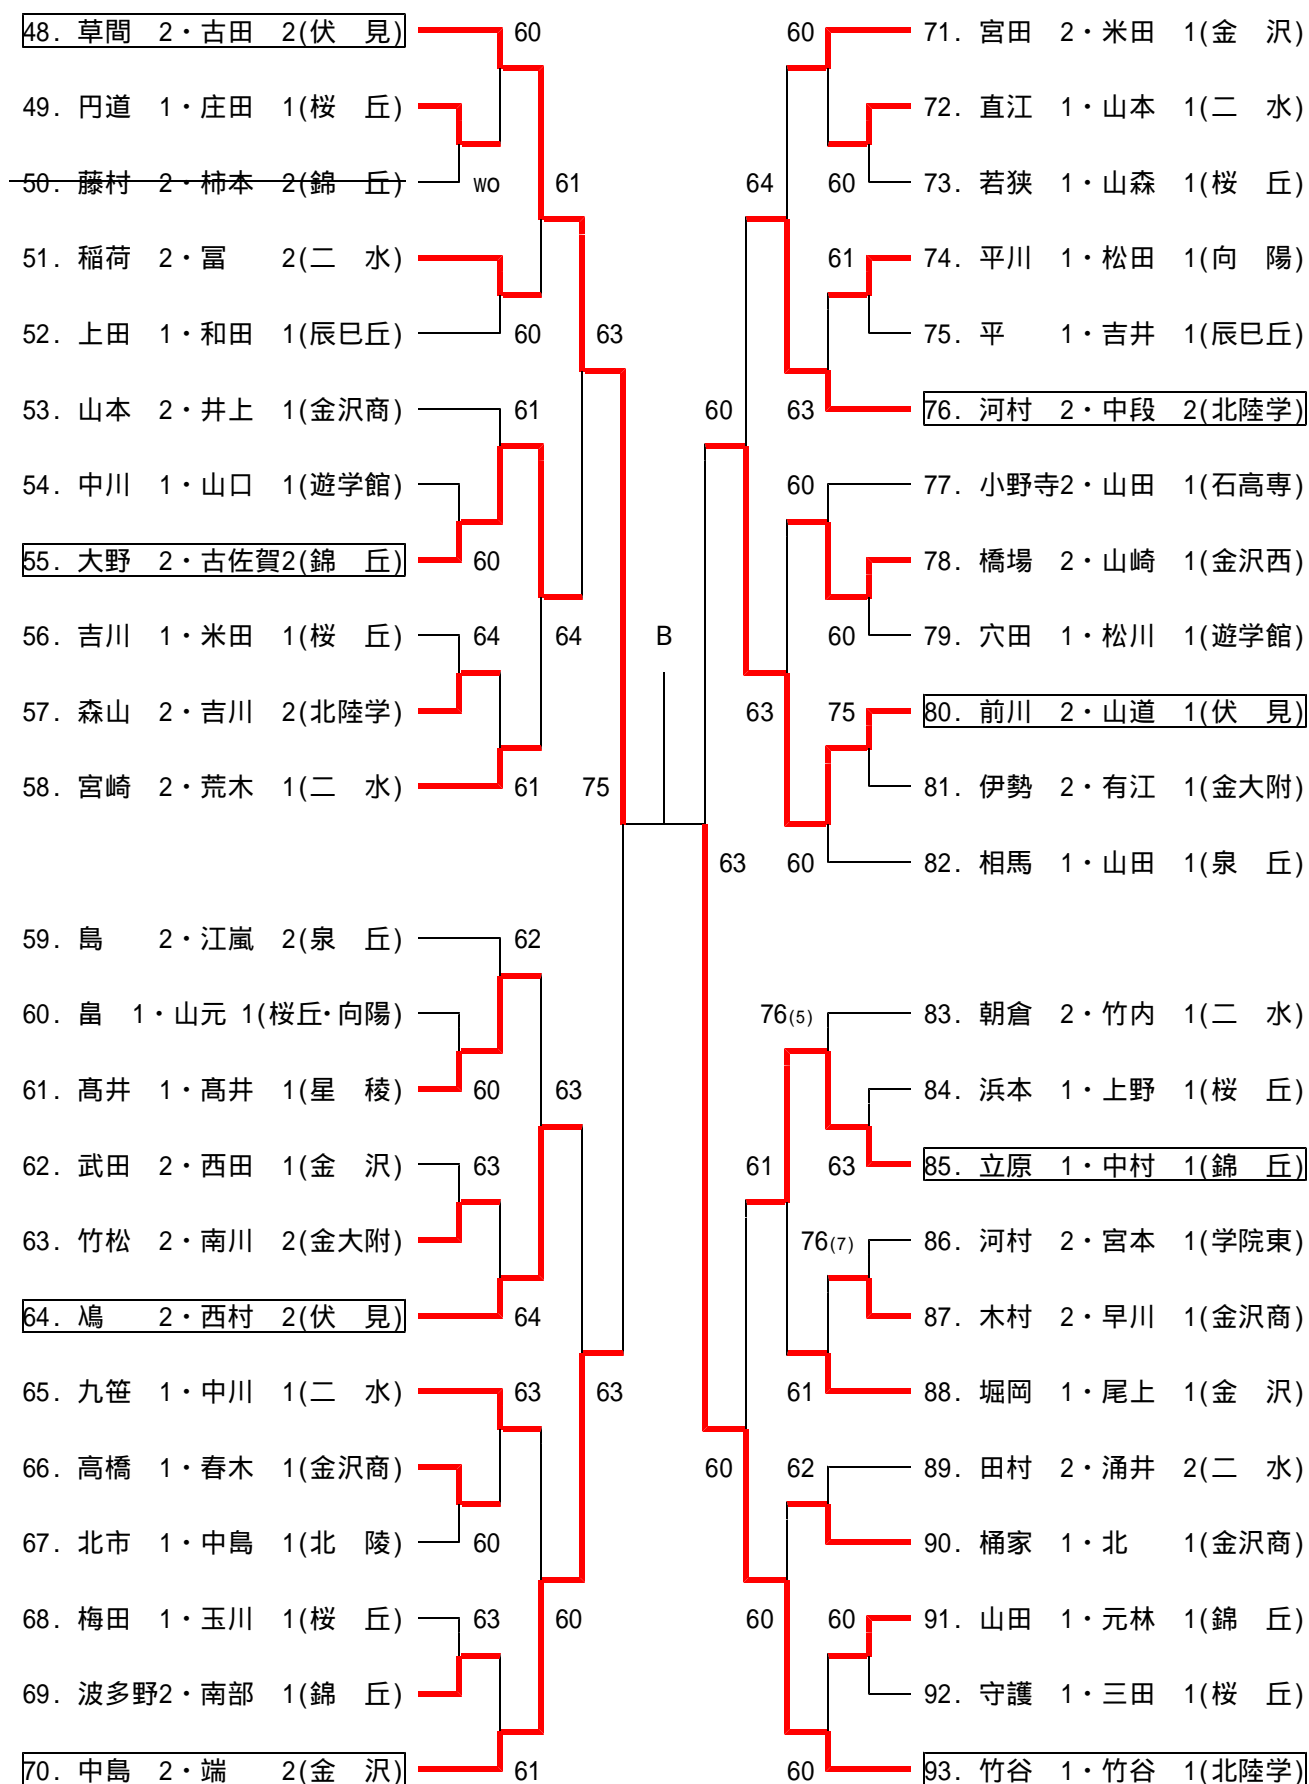 48. 草間 2・古田 2(伏 見) 60
49. 円道 1・庄田 1(桜 丘)
50. 藤村 2・柿本 2(錦 丘) wo 61
51. 稲荷 2・冨 2(二 水)
52. 上田 1・和田 1(辰巳丘) 60 63
53. 山本 2・井上 1(金沢商) 61
54. 中川 1・山口 1(遊学館)
55. 大野 2・古佐賀2(錦 丘) 60
56. 吉川 1・米田 1(桜 丘) 64 64
57. 森山 2・吉川 2(北陸学)
58. 宮崎 2・荒木 1(二 水) 61 75
59. 島 2・江嵐 2(泉 丘) 62
60. 畠 1・山元 1(桜丘・向陽)
61. 髙井 1・髙井 1(星 稜) 60 63
62. 武田 2・西田 1(金 沢) 63
63. 竹松 2・南川 2(金大附)
64. 鳰 2・西村 2(伏 見) 64
65. 九笹 1・中川 1(二 水) 63 63
66. 高橋 1・春木 1(金沢商)
67. 北市 1・中島 1(北 陵) 60
68. 梅田 1・玉川 1(桜 丘) 63 60
69. 波多野2・南部 1(錦 丘)
70. 中島 2・端 2(金 沢) 61
B
60 71. 宮田 2・米田 1(金 沢)
72. 直江 1・山本 1(二 水)
64 60 73. 若狭 1・山森 1(桜 丘)
61 74. 平川 1・松田 1(向 陽)
75. 平 1・吉井 1(辰巳丘)
60 63 76. 河村 2・中段 2(北陸学)
60 77. 小野寺2・山田 1(石高専)
78. 橋場 2・山崎 1(金沢西)
60 79. 穴田 1・松川 1(遊学館)
63 75 80. 前川 2・山道 1(伏 見)
81. 伊勢 2・有江 1(金大附)
63 60 82. 相馬 1・山田 1(泉 丘)
76(5) 83. 朝倉 2・竹内 1(二 水)
84. 浜本 1・上野 1(桜 丘)
61 63 85. 立原 1・中村 1(錦 丘)
76(7) 86. 河村 2・宮本 1(学院東)
87. 木村 2・早川 1(金沢商)
61 88. 堀岡 1・尾上 1(金 沢)
60 62 89. 田村 2・涌井 2(二 水)
90. 桶家 1・北 1(金沢商)
60 60 91. 山田 1・元林 1(錦 丘)
92. 守護 1・三田 1(桜 丘)
60 93. 竹谷 1・竹谷 1(北陸学)